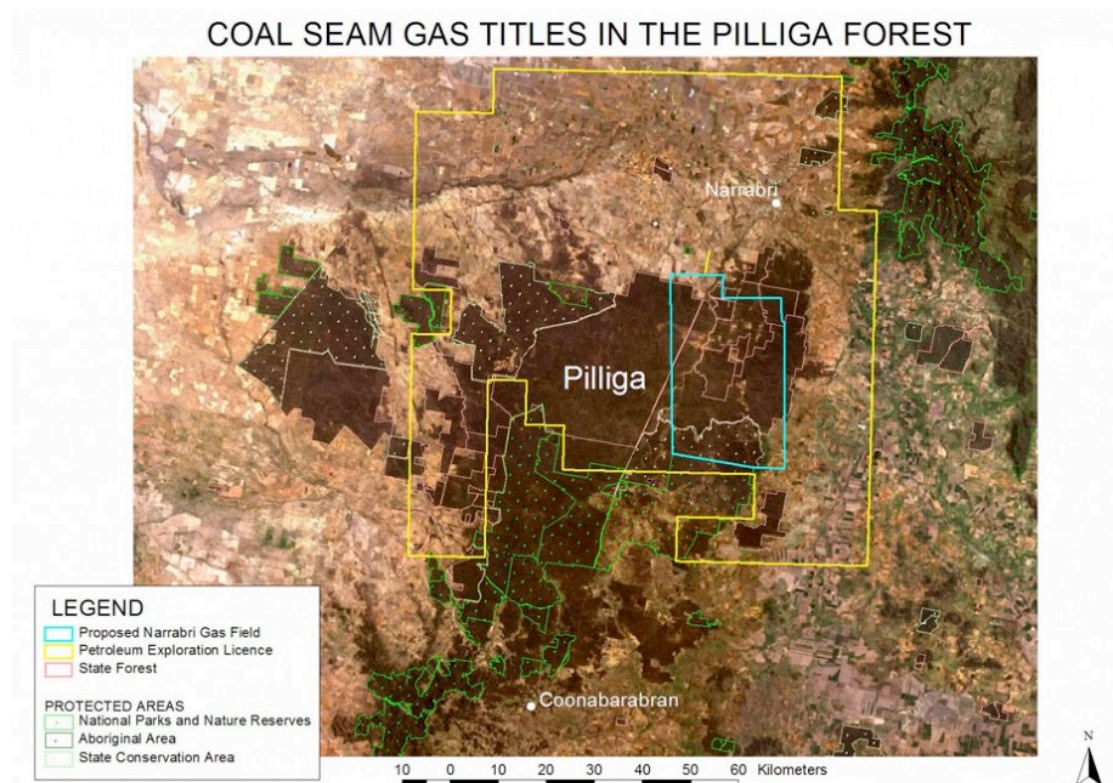 COAL SEAM GAS TITLES IN THE PILLIGA FOREST
Narrabri
Pilliga
Coonabarabran
LEGEND
Proposed Narrabri Gas Field
Petroleum Exploration Licence
State Forest
PROTECTED AREAS
National Parks and Nature Reserves
Aboriginal Area
State Conservation Area
N
10 0 10 20 30 40 50 60 Kilometers